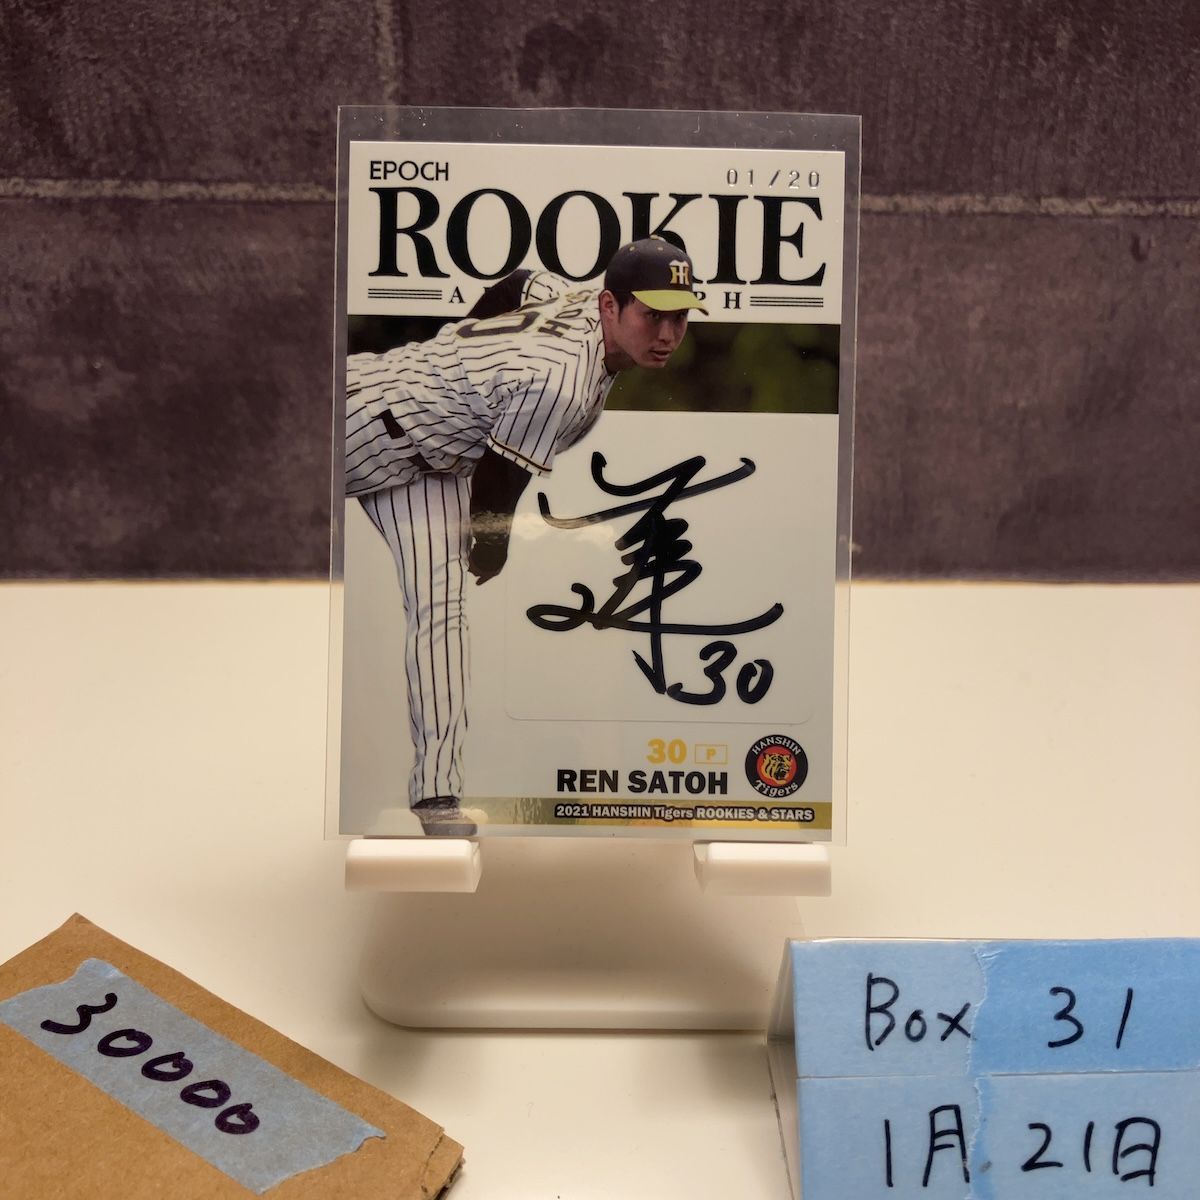 EPOCH
01/20
ROOKIE
蓮
30
30 P
REN SATOH
HANSHIN
Tigers
2021 HANSHIN Tigers ROOKIES & STARS
30000
Box 31
1月21日